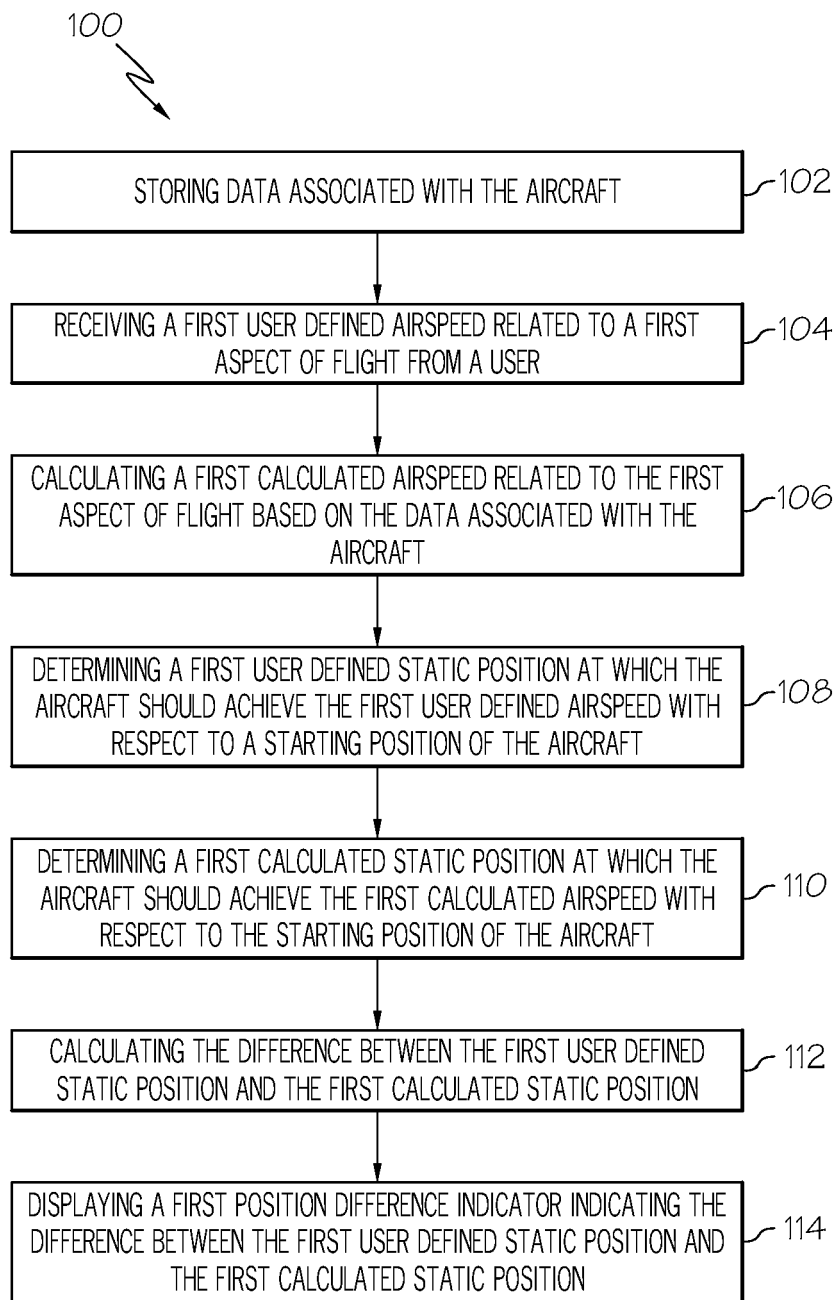 100
STORING DATA ASSOCIATED WITH THE AIRCRAFT
102
RECEIVING A FIRST USER DEFINED AIRSPEED RELATED TO A FIRST
ASPECT OF FLIGHT FROM A USER
104
CALCULATING A FIRST CALCULATED AIRSPEED RELATED TO THE FIRST
ASPECT OF FLIGHT BASED ON THE DATA ASSOCIATED WITH THE
AIRCRAFT
106
DETERMINING A FIRST USER DEFINED STATIC POSITION AT WHICH THE
AIRCRAFT SHOULD ACHIEVE THE FIRST USER DEFINED AIRSPEED WITH
RESPECT TO A STARTING POSITION OF THE AIRCRAFT
108
DETERMINING A FIRST CALCULATED STATIC POSITION AT WHICH THE
AIRCRAFT SHOULD ACHIEVE THE FIRST CALCULATED AIRSPEED WITH
RESPECT TO THE STARTING POSITION OF THE AIRCRAFT
110
CALCULATING THE DIFFERENCE BETWEEN THE FIRST USER DEFINED
STATIC POSITION AND THE FIRST CALCULATED STATIC POSITION
112
DISPLAYING A FIRST POSITION DIFFERENCE INDICATOR INDICATING THE
DIFFERENCE BETWEEN THE FIRST USER DEFINED STATIC POSITION AND
THE FIRST CALCULATED STATIC POSITION
114